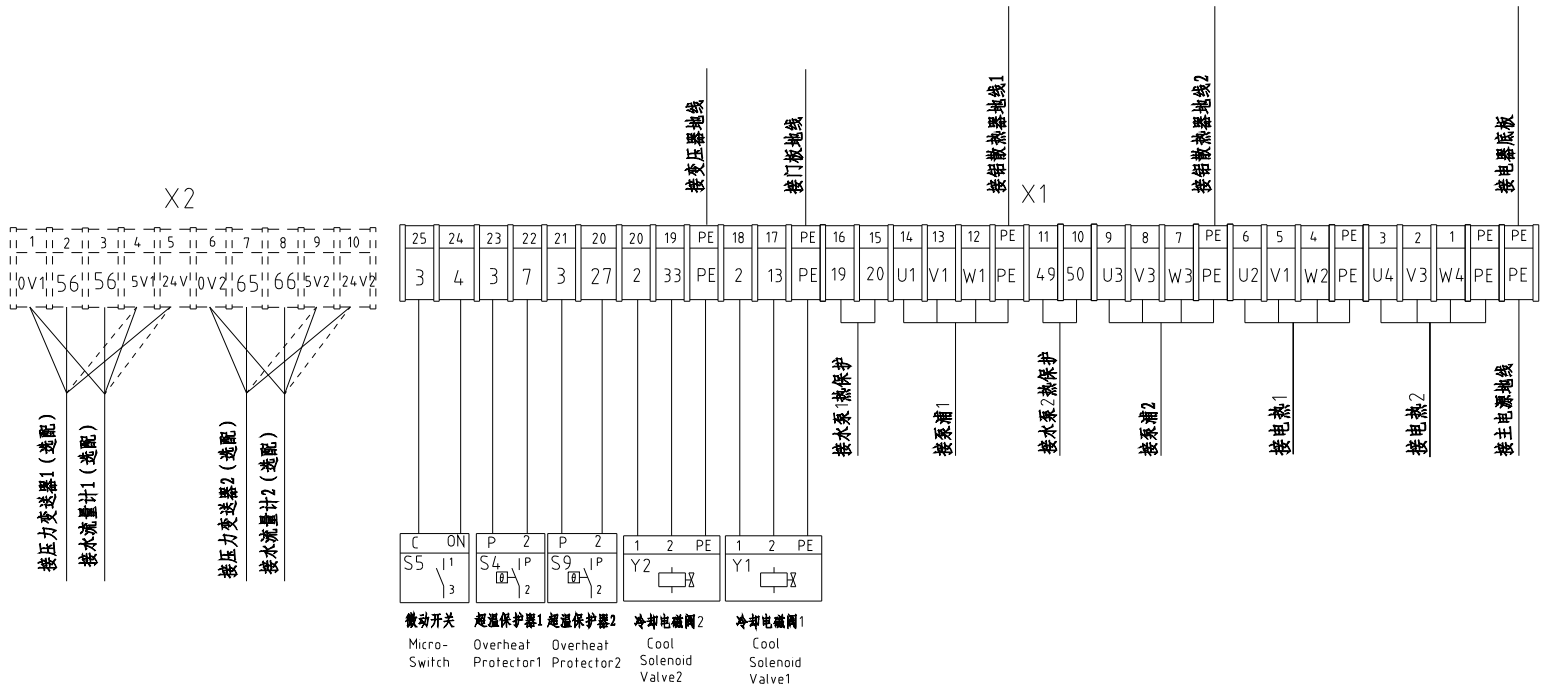 接变压器地线
接门板地线
接铝散热器地线1
接铝散热器地线2
接电器底板
X2
X1
1 2 3 4 5 6 7 8 9 10
0V1 56 56 5V1 24V 0V2 65 66 5V2 24V2
25 24 23 22 21 20 20 19 PE 18 17 PE 16 15 14 13 12 PE 11 10 9 8 7 PE 6 5 4 PE 3 2 1 PE PE
3 4 3 7 3 27 2 33 PE 2 13 PE 19 20 U1 V1 W1 PE 49 50 U3 V3 W3 PE U2 V1 W2 PE U4 V3 W4 PE PE
接压力变送器1(选配)
接水流量计1(选配)
接压力变送器2(选配)
接水流量计2(选配)
接水泵1热保护
接泵浦1
接水泵2热保护
接泵浦2
接电热1
接电热2
接主电源地线
C ON
S5 1
3
P 2
S4 θ P
2
P 2
S9 θ P
2
1 2 PE
Y2
1 2 PE
Y1
微动开关
Micro-
Switch
超温保护器1
Overheat
Protector1
超温保护器2
Overheat
Protector2
冷却电磁阀2
Cool
Solenoid
Valve2
冷却电磁阀1
Cool
Solenoid
Valve1